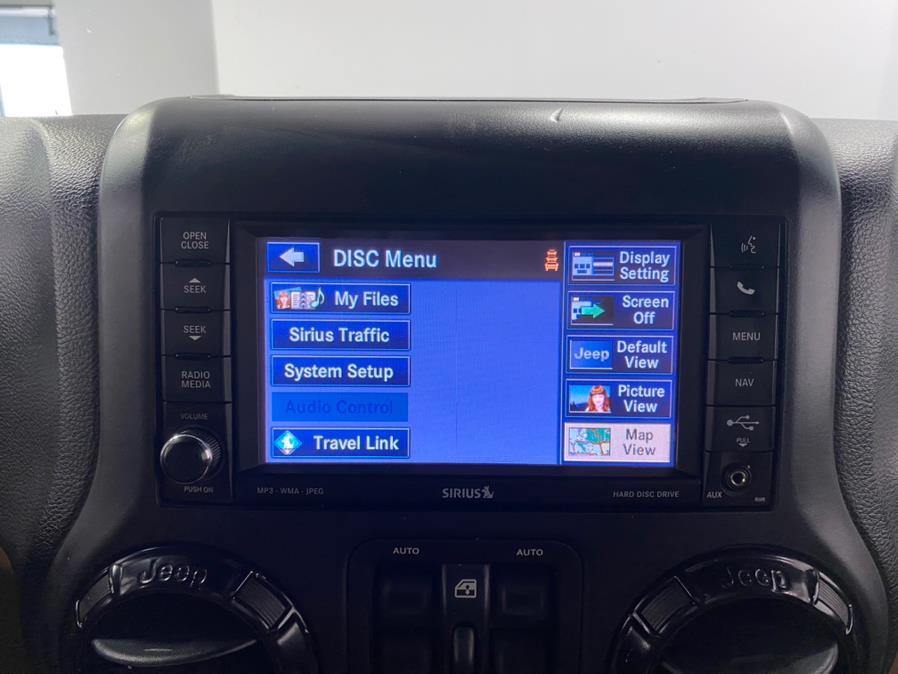 OPEN
CLOSE
SEEK
SEEK
RADIO
MEDIA
VOLUME
PUSH ON
DISC Menu
My Files
Sirius Traffic
System Setup
Audio Control
Travel Link
Display
Setting
Screen
Off
Jeep
Default
View
Picture
View
Map
View
MENU
NAV
PULL
AUX
MP3 - WMA - JPEG
SIRIUS
HARD DISC DRIVE
AUTO
AUTO
Jeep
Jeep